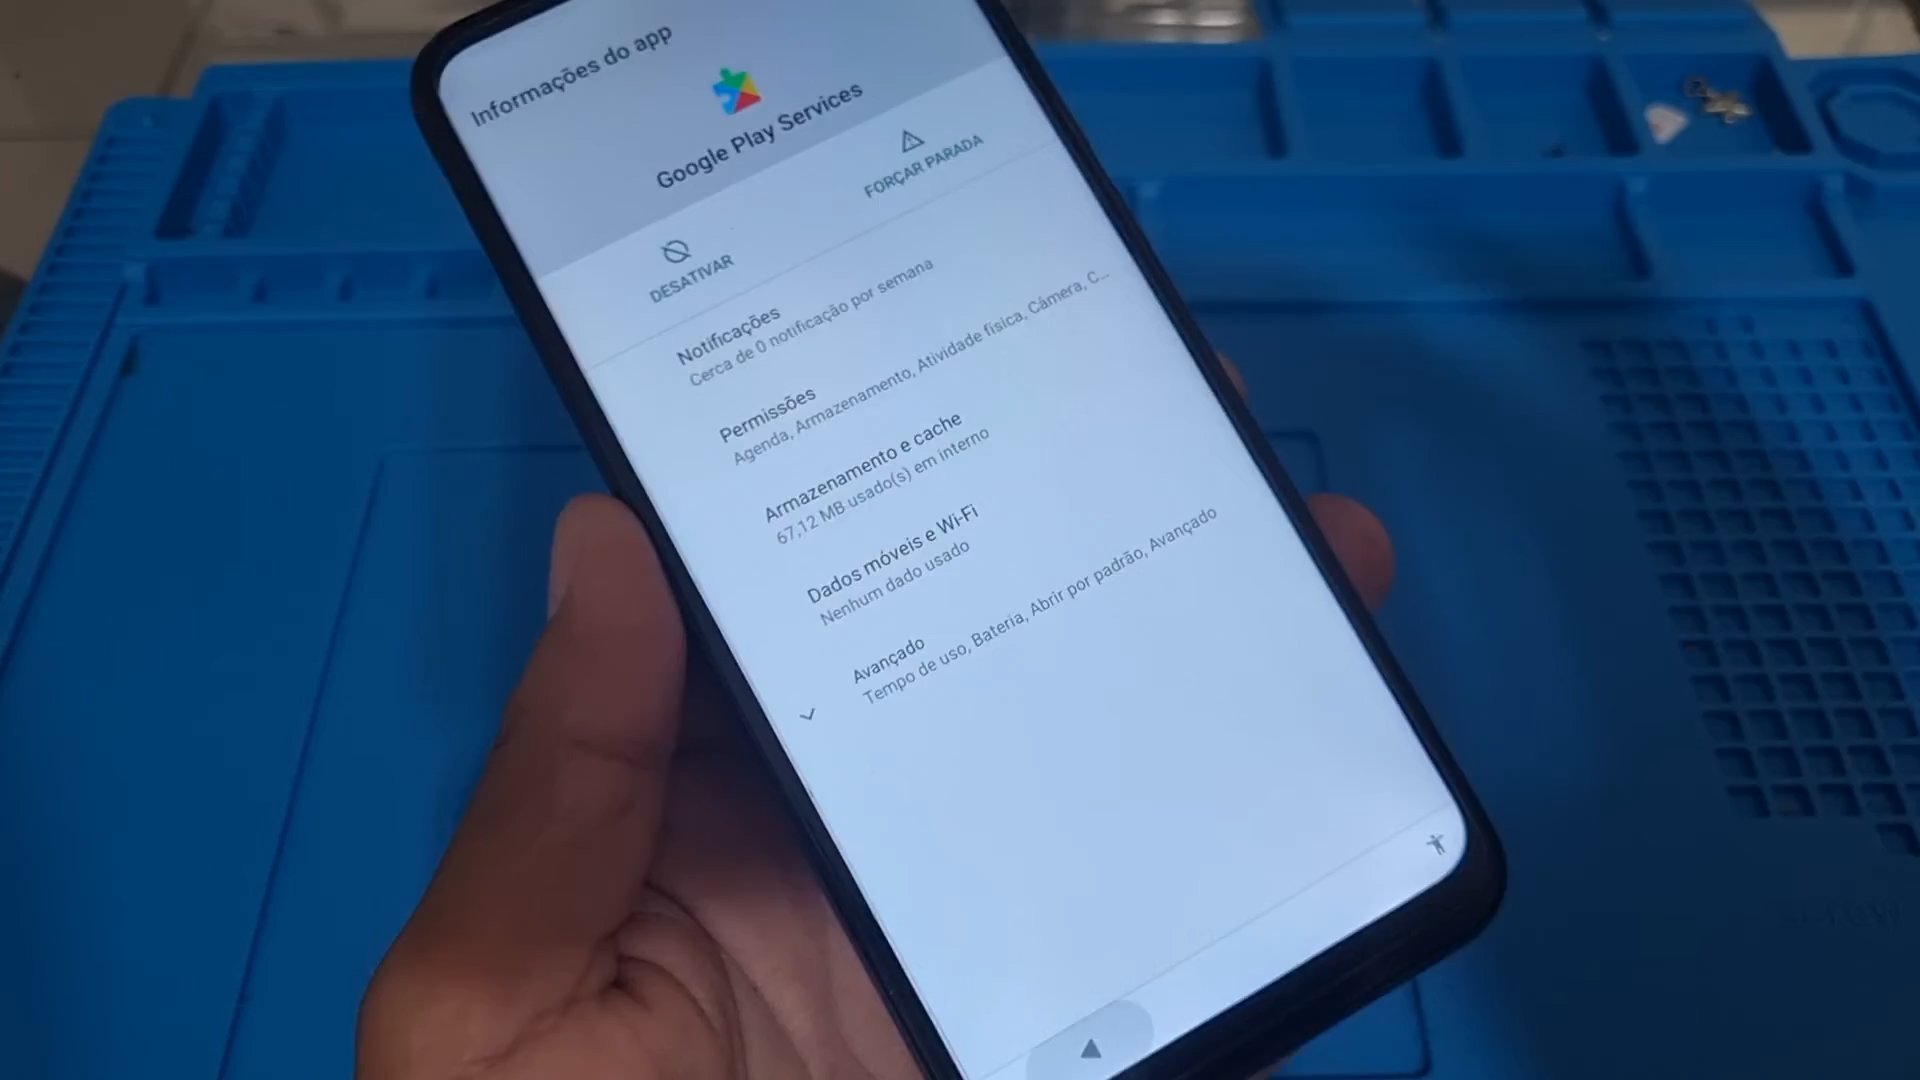 Informações do app
Google Play Services
DESATIVAR
FORÇAR PARADA
Notificações
Cerca de 0 notificação por semana
Permissões
Agenda, Armazenamento, Atividade física, Câmera, C...
Armazenamento e cache
67,12 MB usado(s) em interno
Dados móveis e Wi-Fi
Nenhum dado usado
Avançado
Tempo de uso, Bateria, Abrir por padrão, Avançado